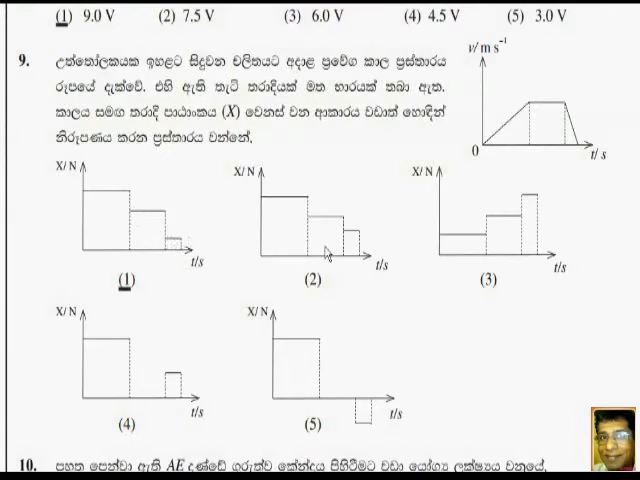 (1) 9.0 V (2) 7.5 V (3) 6.0 V (4) 4.5 V (5) 3.0 V
9. උත්තෝලකයක ඉහළට සිදුවන චලිතයට අදාළ ප්‍රවේග කාල ප්‍රස්තාරය
රූපයේ දැක්වේ. එහි ඇති තැටි තරාදියක් මත භාරයක් තබා ඇත.
කාලය සමඟ තරාදි පාඨාංකය (X) වෙනස් වන ආකාරය වඩාත් හොඳින්
නිරූපණය කරන ප්‍රස්තාරය වන්නේ,
v/m s⁻¹
0
t/s
X/N
t/s
(1)
X/N
t/s
(2)
X/N
t/s
(3)
X/N
t/s
(4)
X/N
t/s
(5)
10. පහත පෙන්වා ඇති AE දණ්ඩේ ගුරුත්ව කේන්ද්‍රය පිහිටීමට වඩා යෝග්‍ය ලක්ෂ්‍යය වනුයේ,